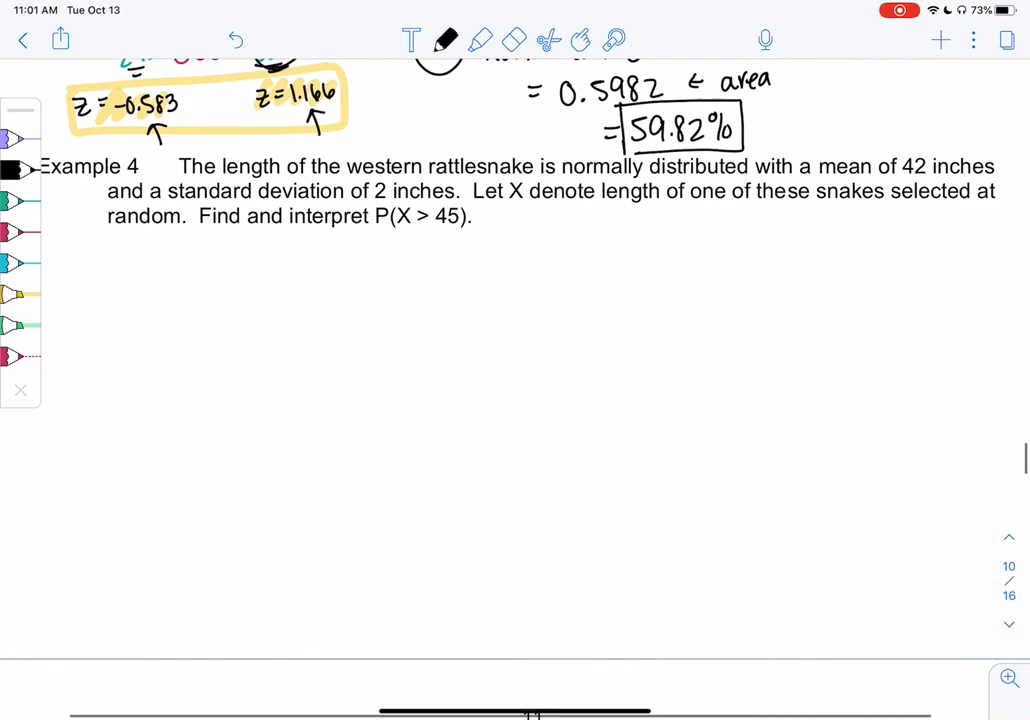 11:01 AM Tue Oct 13
73%
T
z = -0.583
z = 1.166
= 0.5982 ← area
= 59.82%
Example 4 The length of the western rattlesnake is normally distributed with a mean of 42 inches
and a standard deviation of 2 inches. Let X denote length of one of these snakes selected at
random. Find and interpret P(X > 45).
10
/
16